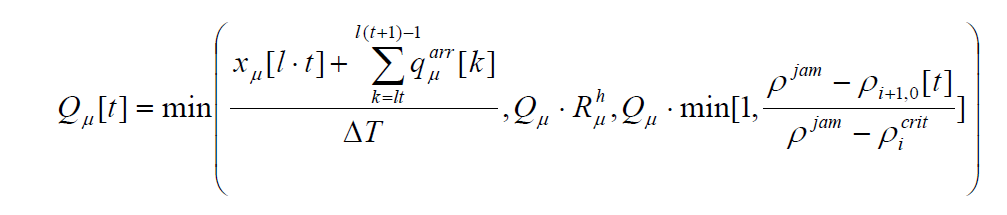 Q_μ[t] = min( (x_μ[l·t] + ∑_{k=lt}^{l(t+1)−1} q_μ^{arr}[k]) / ΔT , Q_μ · R_μ^h , Q_μ · min[1, (ρ^{jam} − ρ_{i+1,0}[t]) / (ρ^{jam} − ρ_i^{crit})] )